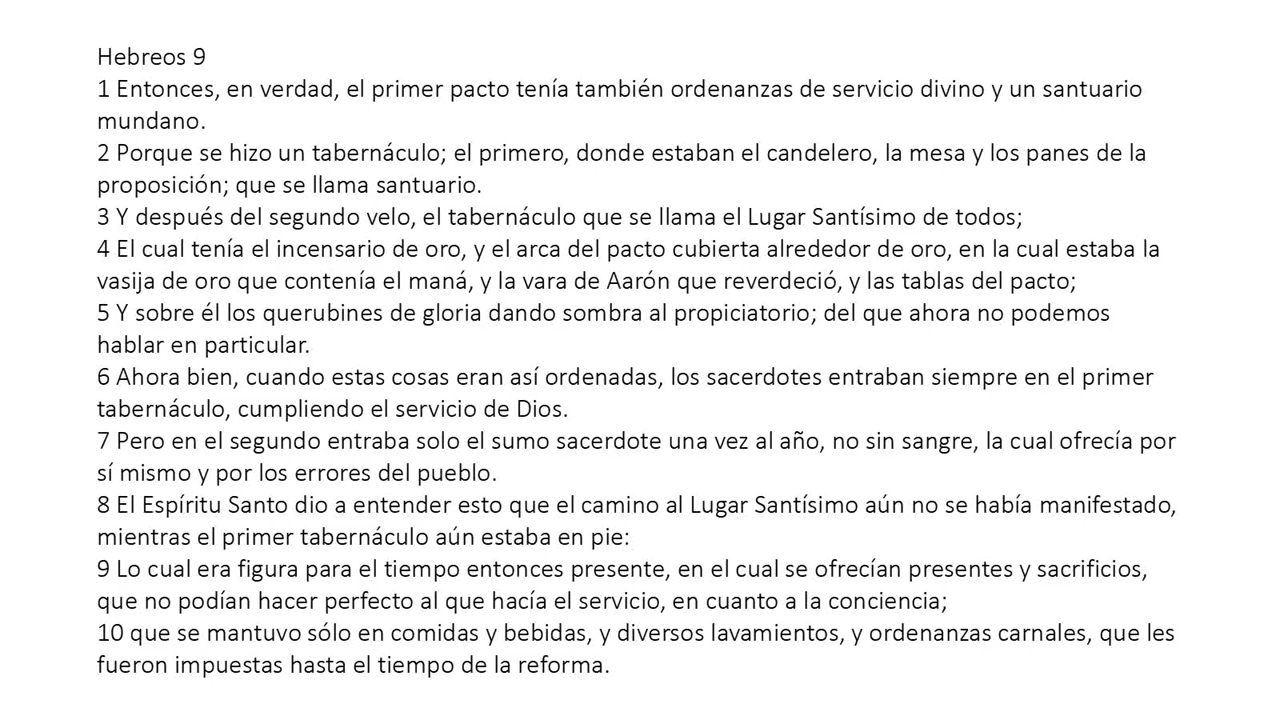 Hebreos 9
1 Entonces, en verdad, el primer pacto tenía también ordenanzas de servicio divino y un santuario
mundano.
2 Porque se hizo un tabernáculo; el primero, donde estaban el candelero, la mesa y los panes de la
proposición; que se llama santuario.
3 Y después del segundo velo, el tabernáculo que se llama el Lugar Santísimo de todos;
4 El cual tenía el incensario de oro, y el arca del pacto cubierta alrededor de oro, en la cual estaba la
vasija de oro que contenía el maná, y la vara de Aarón que reverdeció, y las tablas del pacto;
5 Y sobre él los querubines de gloria dando sombra al propiciatorio; del que ahora no podemos
hablar en particular.
6 Ahora bien, cuando estas cosas eran así ordenadas, los sacerdotes entraban siempre en el primer
tabernáculo, cumpliendo el servicio de Dios.
7 Pero en el segundo entraba solo el sumo sacerdote una vez al año, no sin sangre, la cual ofrecía por
sí mismo y por los errores del pueblo.
8 El Espíritu Santo dio a entender esto que el camino al Lugar Santísimo aún no se había manifestado,
mientras el primer tabernáculo aún estaba en pie:
9 Lo cual era figura para el tiempo entonces presente, en el cual se ofrecían presentes y sacrificios,
que no podían hacer perfecto al que hacía el servicio, en cuanto a la conciencia;
10 que se mantuvo sólo en comidas y bebidas, y diversos lavamientos, y ordenanzas carnales, que les
fueron impuestas hasta el tiempo de la reforma.